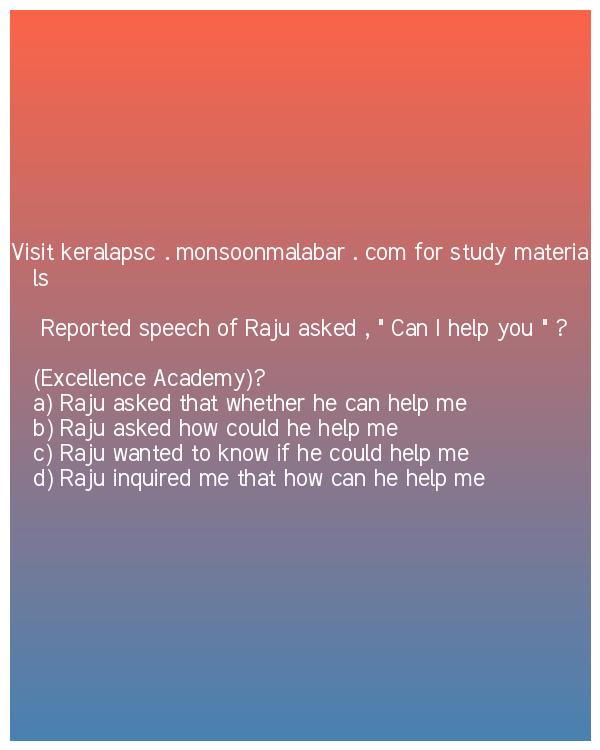 Visit keralapsc . monsoonmalabar . com for study materia
ls
Reported speech of Raju asked , " Can I help you " ?
(Excellence Academy)?
a) Raju asked that whether he can help me
b) Raju asked how could he help me
c) Raju wanted to know if he could help me
d) Raju inquired me that how can he help me